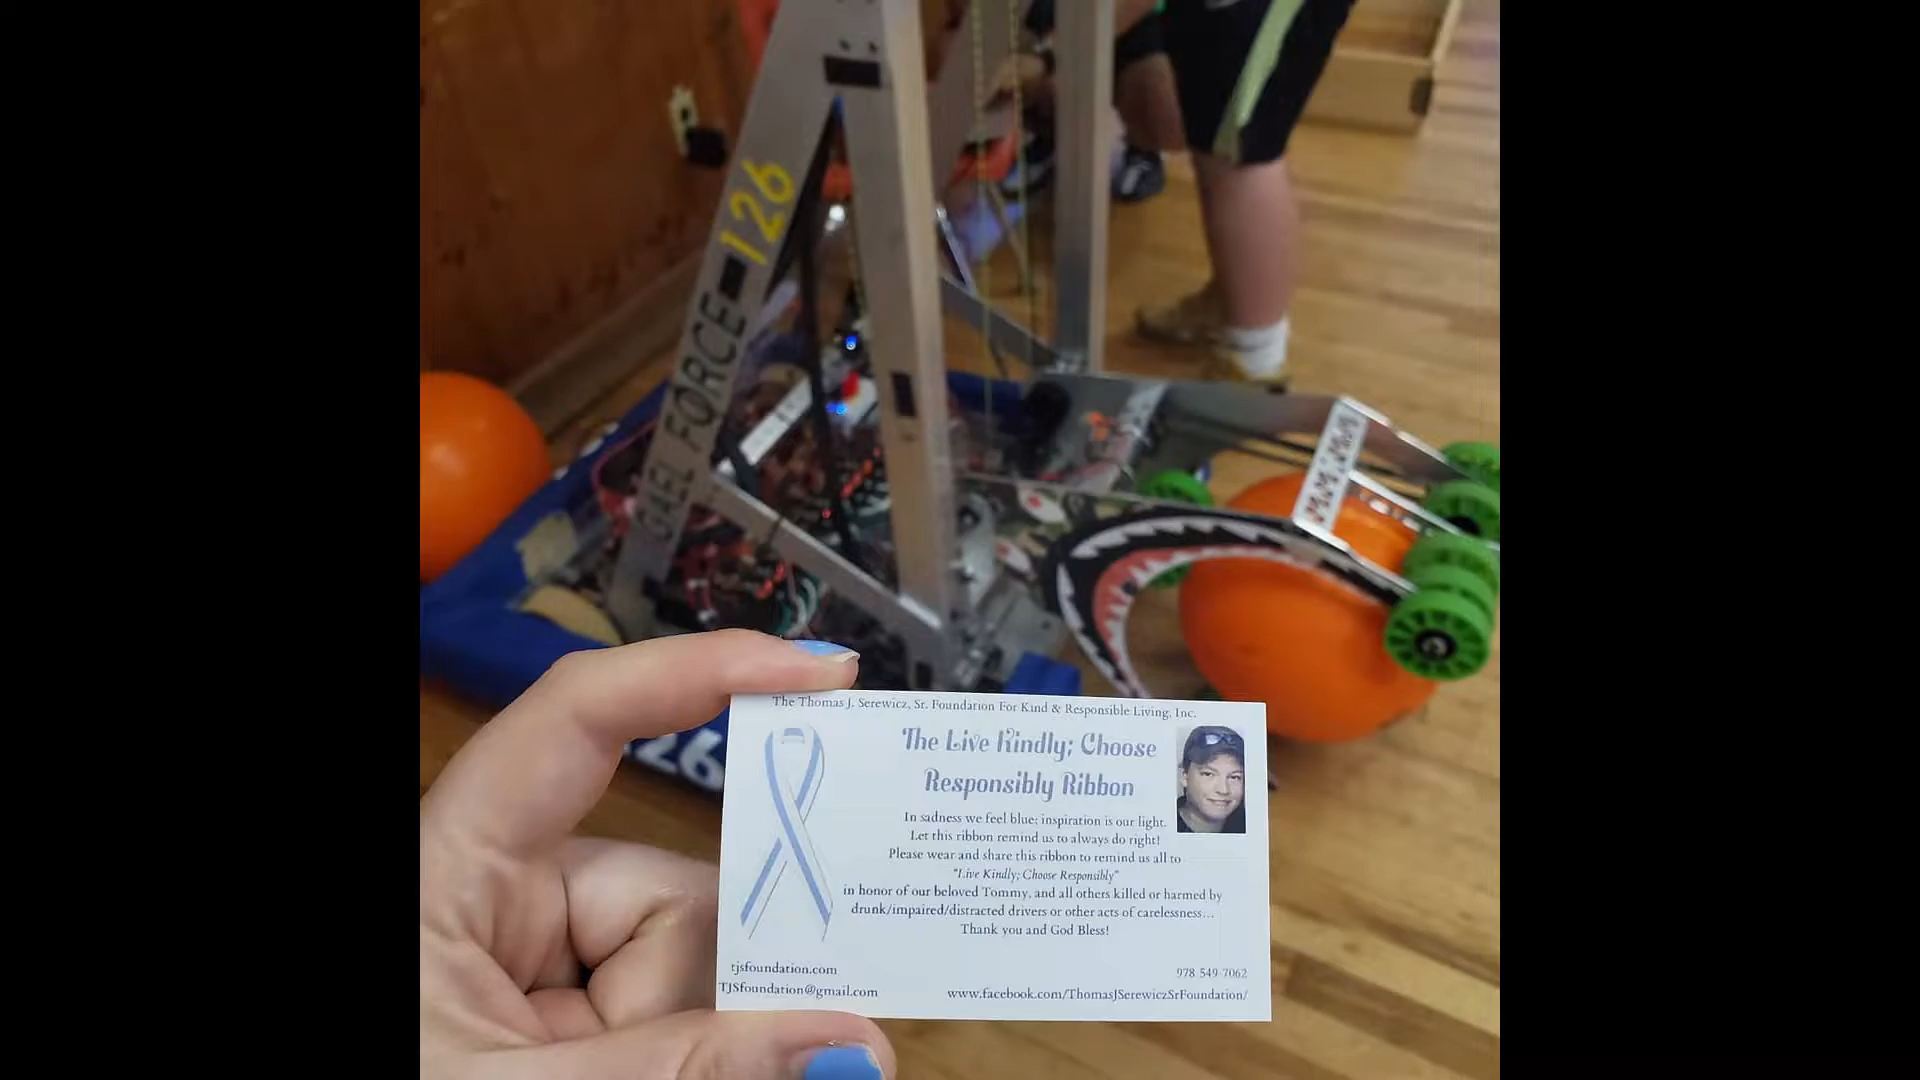 126
GAEL FORCE
126
The Thomas J. Serewicz, Sr. Foundation For Kind & Responsible Living, Inc.
The Live Kindly; Choose
Responsibly Ribbon
In sadness we feel blue; inspiration is our light.
Let this ribbon remind us to always do right!
Please wear and share this ribbon to remind us all to
"Live Kindly; Choose Responsibly"
in honor of our beloved Tommy, and all others killed or harmed by
drunk/impaired/distracted drivers or other acts of carelessness...
Thank you and God Bless!
tjsfoundation.com
978 549 7062
TJSfoundation@gmail.com
www.facebook.com/ThomasJSerewiczSrFoundation/